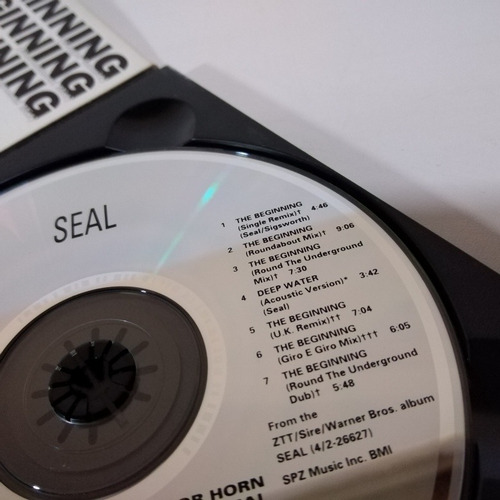 NNING
GINNING
NNING
SEAL
1 THE BEGINNING
(Single Remix)† 4:46
(Seal/Sigsworth)
2 THE BEGINNING
(Roundabout Mix)† 9:06
3 THE BEGINNING
(Round The Underground
Mix)† 7:30
4 DEEP WATER
(Acoustic Version)* 3:42
(Seal)
5 THE BEGINNING
(U.K. Remix)†† 7:04
6 THE BEGINNING
(Giro E Giro Mix)††† 6:05
7 THE BEGINNING
(Round The Underground
Dub)† 5:48
From the
ZTT/Sire/Warner Bros. album
SEAL (4/2-26627)
SPZ Music Inc. BMI
OR HORN